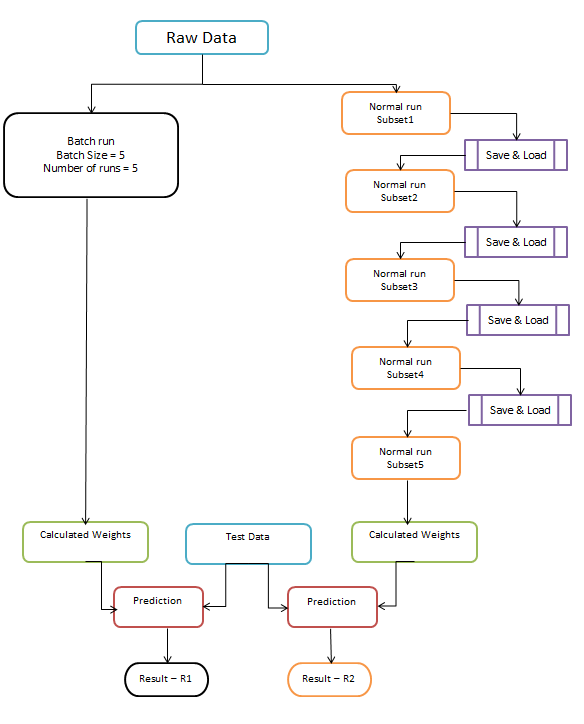 Raw Data
Batch run
Batch Size = 5
Number of runs = 5
Normal run
Subset1
Save & Load
Normal run
Subset2
Save & Load
Normal run
Subset3
Save & Load
Normal run
Subset4
Save & Load
Normal run
Subset5
Calculated Weights
Test Data
Calculated Weights
Prediction
Prediction
Result – R1
Result – R2